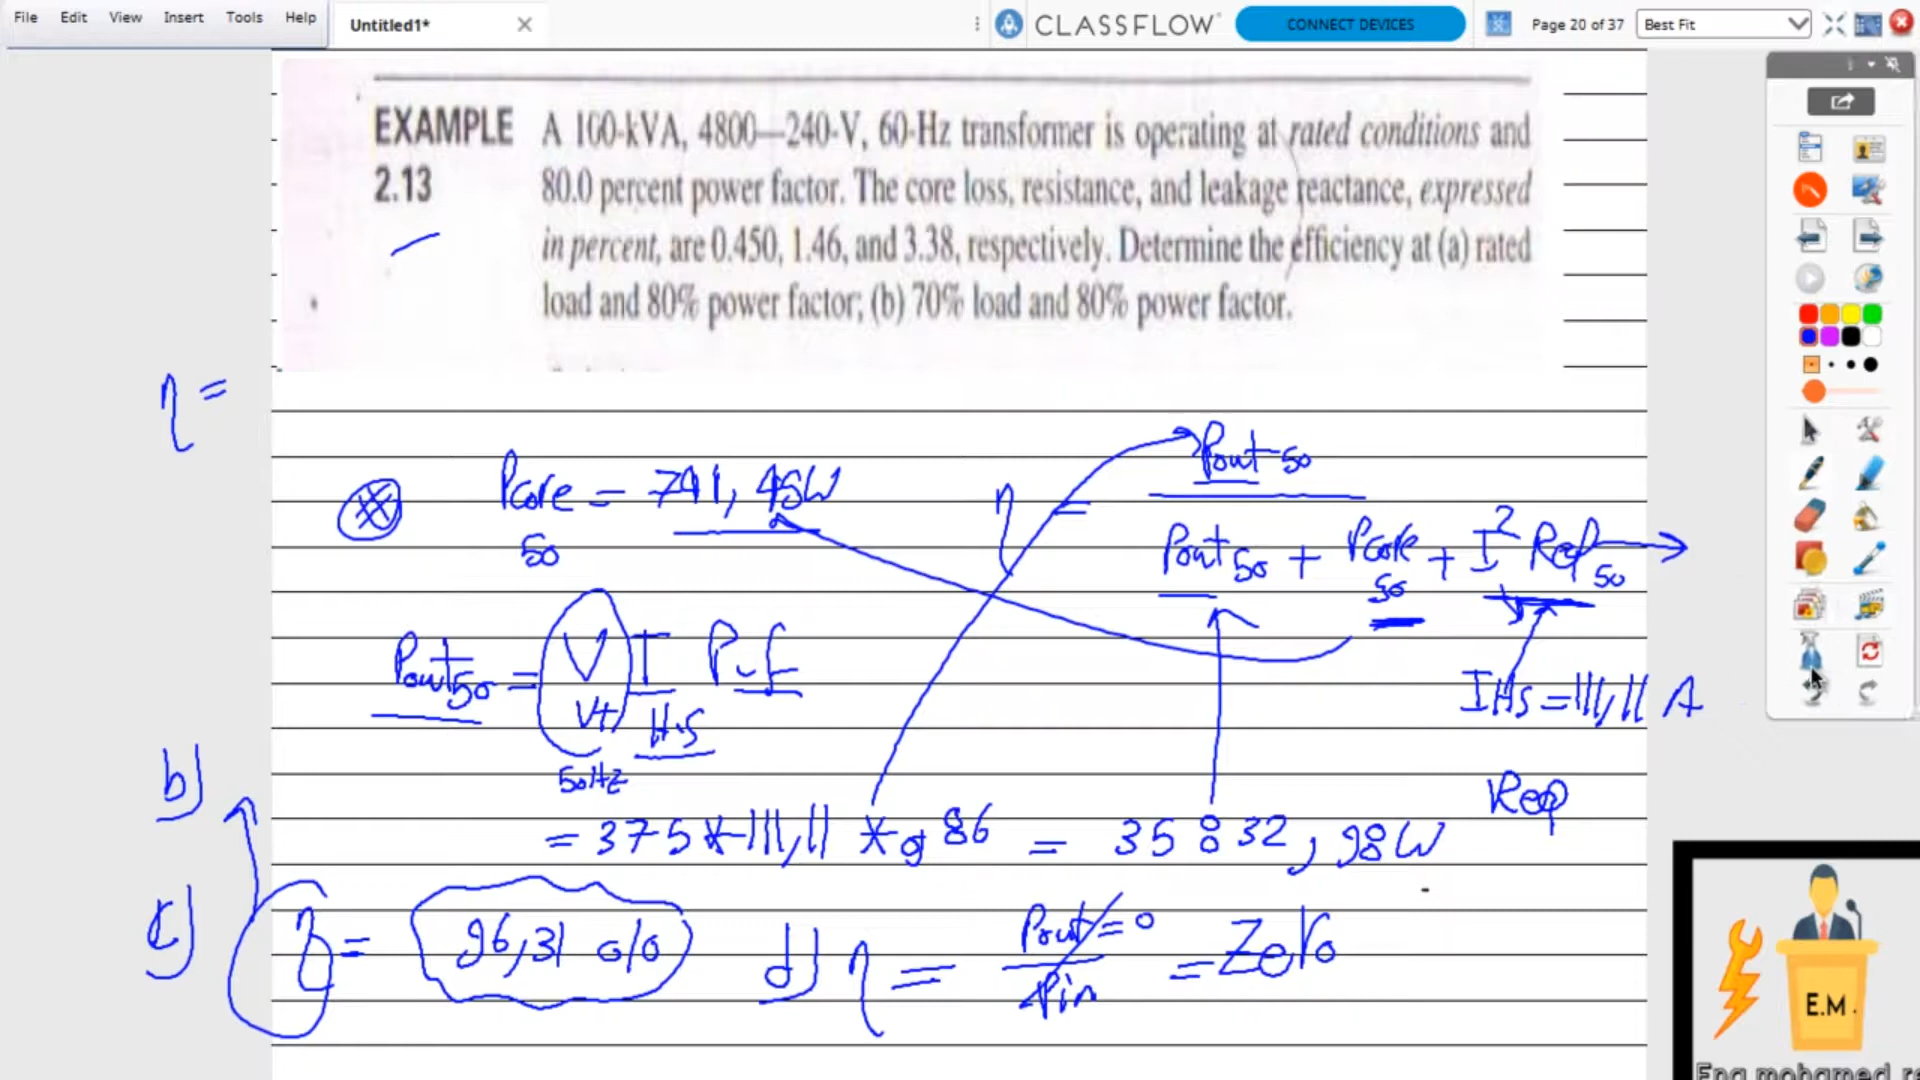 File Edit View Insert Tools Help
Untitled1*
CLASSFLOW
CONNECT DEVICES
Page 20 of 37
Best Fit
EXAMPLE 2.13
A 100-kVA, 4800—240-V, 60-Hz transformer is operating at rated conditions and
80.0 percent power factor. The core loss, resistance, and leakage reactance, expressed
in percent, are 0.450, 1.46, and 3.38, respectively. Determine the efficiency at (a) rated
load and 80% power factor; (b) 70% load and 80% power factor.
η =
Pcore 50 = 741,45W
η = Pout 50
Pout 50 + Pcore 50 + I² Req 50
Pout 50 = V I P.f
Vt, H.S
50Hz
IHS = 111,11 A
Req
b)
= 375 * 111,11 * 0,86 = 35832,98W
c) η = 96,31 o/o
d) η = Pout = 0 / Pin = Zero
E.M.